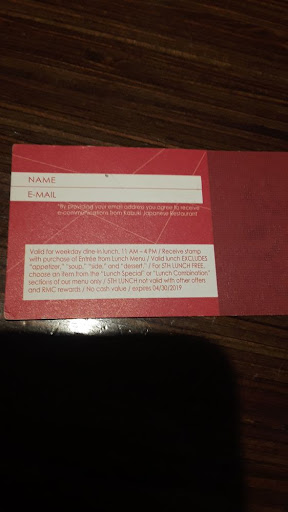 NAME
E-MAIL
*By providing your email address you agree to receive
e-communications from Katsuki Japanese Restaurant
Valid for weekday dine in lunch, 11 AM - 4 PM / Receive stamp
with purchase of Entrée from Lunch Menu / Valid lunch EXCLUDES
"appetizer," "soup," "side," and "dessert." / For 5TH LUNCH FREE,
choose an item from the "Lunch Special" or "Lunch Combination"
sections of our menu only / 5TH LUNCH not valid with other offers
and RMC rewards / No cash value / expires 04/30/2019